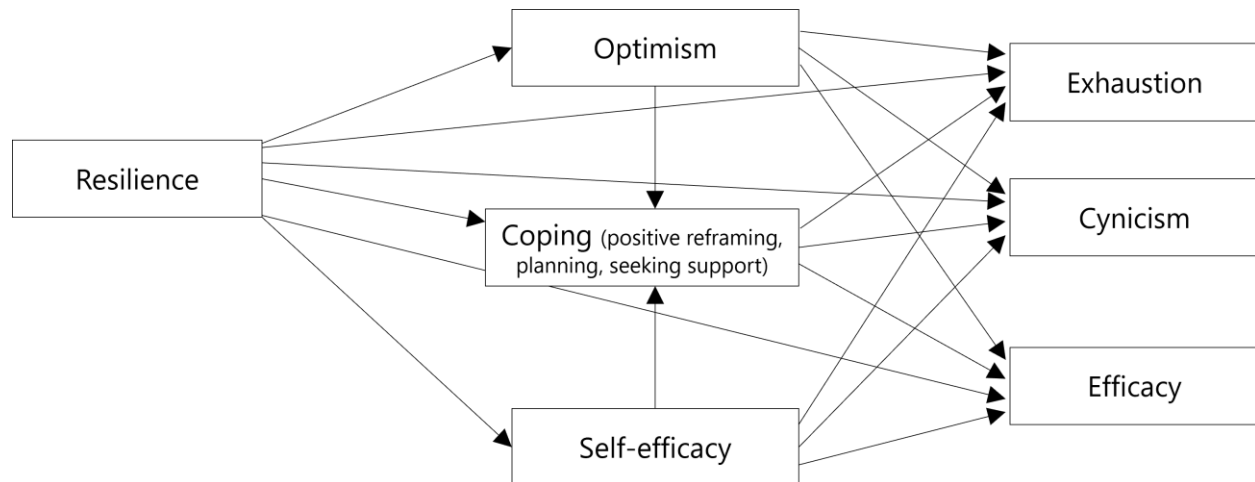 Optimism
Exhaustion
Resilience
Cynicism
Coping (positive reframing,
planning, seeking support)
Efficacy
Self-efficacy